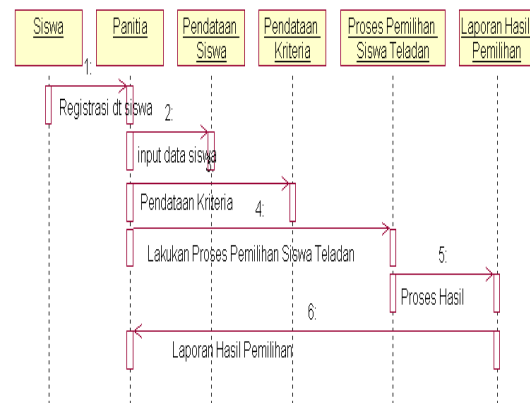 Siswa
Panitia
Pendataan
Siswa
Pendataan
Kriteria
Proses Pemilihan
Siswa Teladan
Laporan Hasil
Pemilihan
1:
Registrasi dt siswa
2:
input data siswa
Pendataan Kriteria
4:
Lakukan Proses Pemilihan Siswa Teladan
5:
Proses Hasil
6:
Laporan Hasil Pemilihan